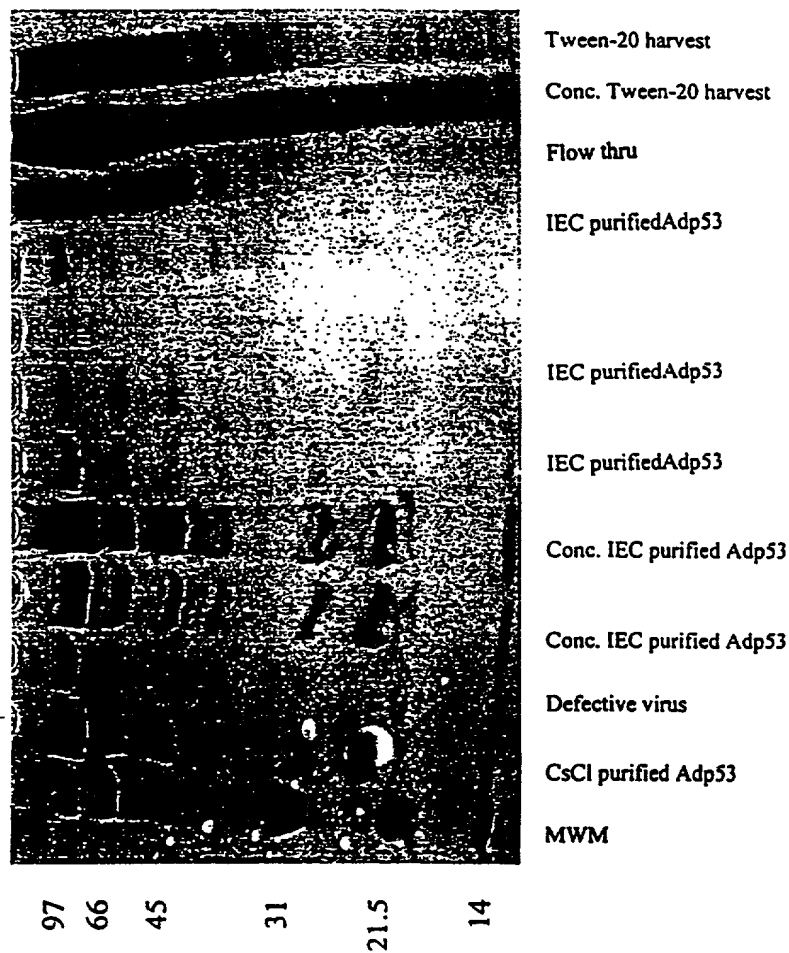 Tween-20 harvest
Conc. Tween-20 harvest
Flow thru
IEC purifiedAdp53
IEC purifiedAdp53
IEC purifiedAdp53
Conc. IEC purified Adp53
Conc. IEC purified Adp53
Defective virus
CsCl purified Adp53
MWM
97 66 45 31 21.5 14